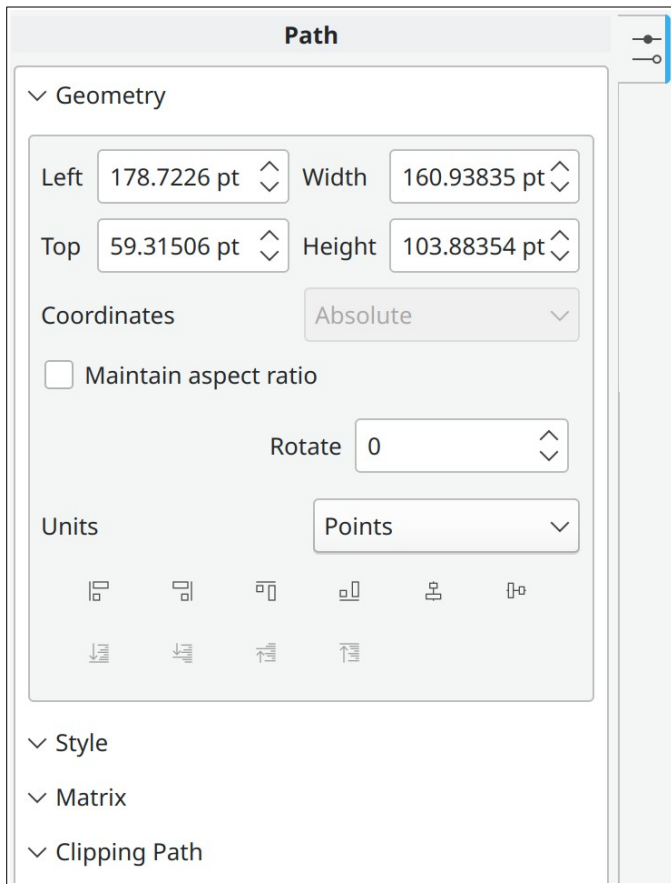 Path
Geometry
Left 178.7226 pt Width 160.93835 pt
Top 59.31506 pt Height 103.88354 pt
Coordinates Absolute
Maintain aspect ratio
Rotate 0
Units Points
Style
Matrix
Clipping Path